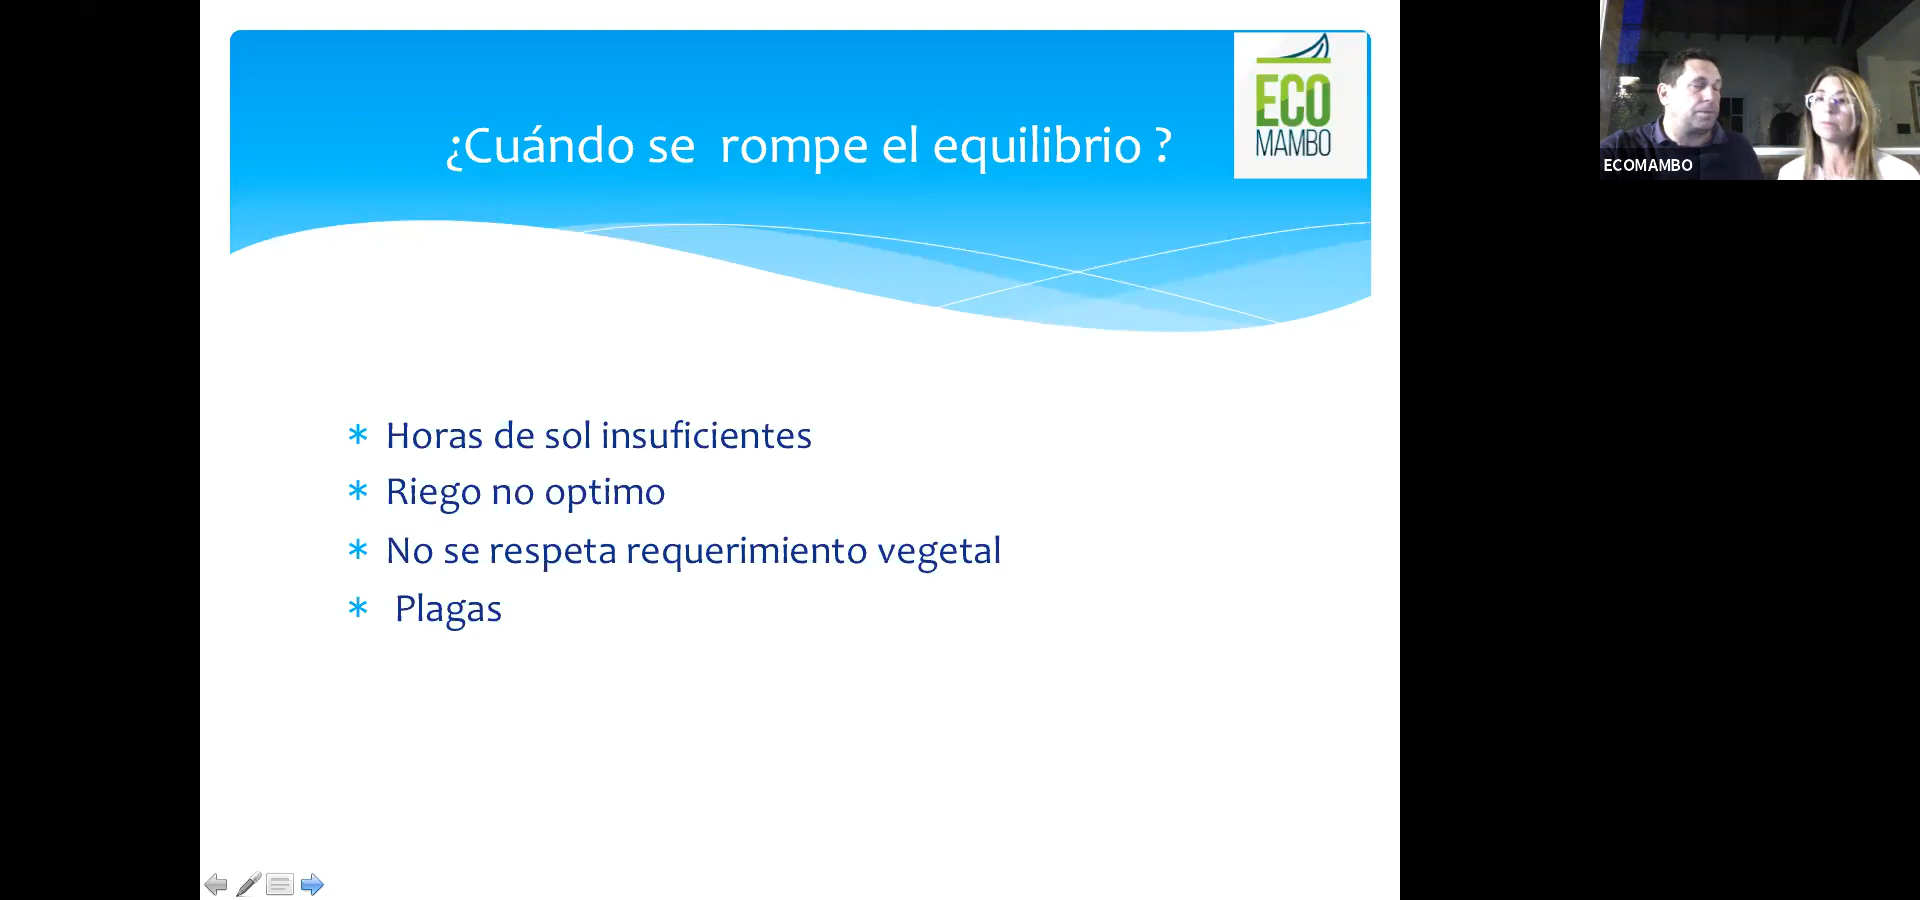 ¿Cuándo se  rompe el equilibrio ?
ECO
MAMBO
ECOMAMBO
* Horas de sol insuficientes
* Riego no optimo
* No se respeta requerimiento vegetal
* Plagas